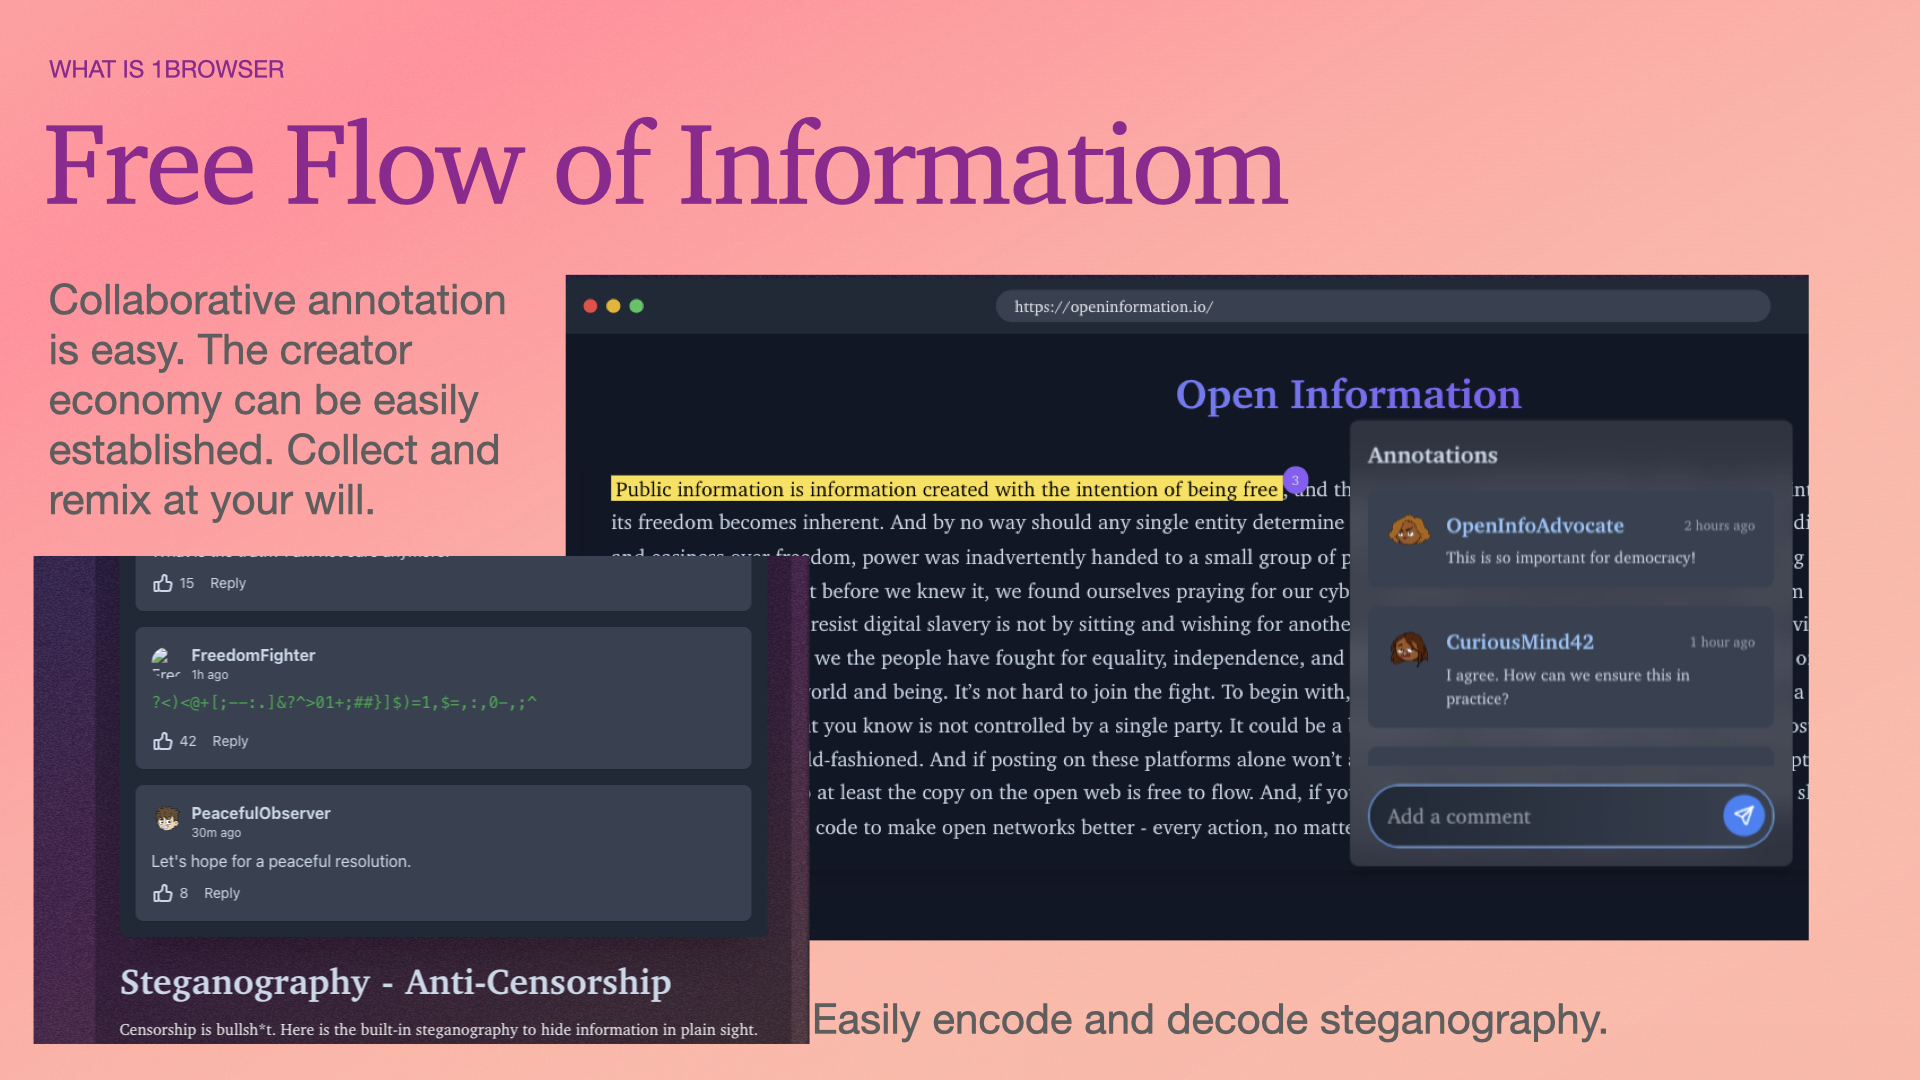 WHAT IS 1BROWSER
Free Flow of Informatiom
Collaborative annotation
is easy. The creator
economy can be easily
established. Collect and
remix at your will.
https://openinformation.io/
Open Information
Public information is information created with the intention of being free, and th
3
its freedom becomes inherent. And by no way should any single entity determine
and easiness over freedom, power was inadvertently handed to a small group of p
t before we knew it, we found ourselves praying for our cyb
resist digital slavery is not by sitting and wishing for anothe
we the people have fought for equality, independence, and
orld and being. It’s not hard to join the fight. To begin with,
t you know is not controlled by a single party. It could be a
ld-fashioned. And if posting on these platforms alone won’t
at least the copy on the open web is free to flow. And, if yo
code to make open networks better - every action, no matte
Annotations
OpenInfoAdvocate 2 hours ago
This is so important for democracy!
CuriousMind42 1 hour ago
I agree. How can we ensure this in
practice?
Add a comment
15 Reply
FreedomFighter
1h ago
?<)<@+[;––:.]&?^>01+;##}]$)=1,$=,:,0–,;^
42 Reply
PeacefulObserver
30m ago
Let's hope for a peaceful resolution.
8 Reply
Steganography - Anti-Censorship
Censorship is bullsh*t. Here is the built-in steganography to hide information in plain sight.
Easily encode and decode steganography.